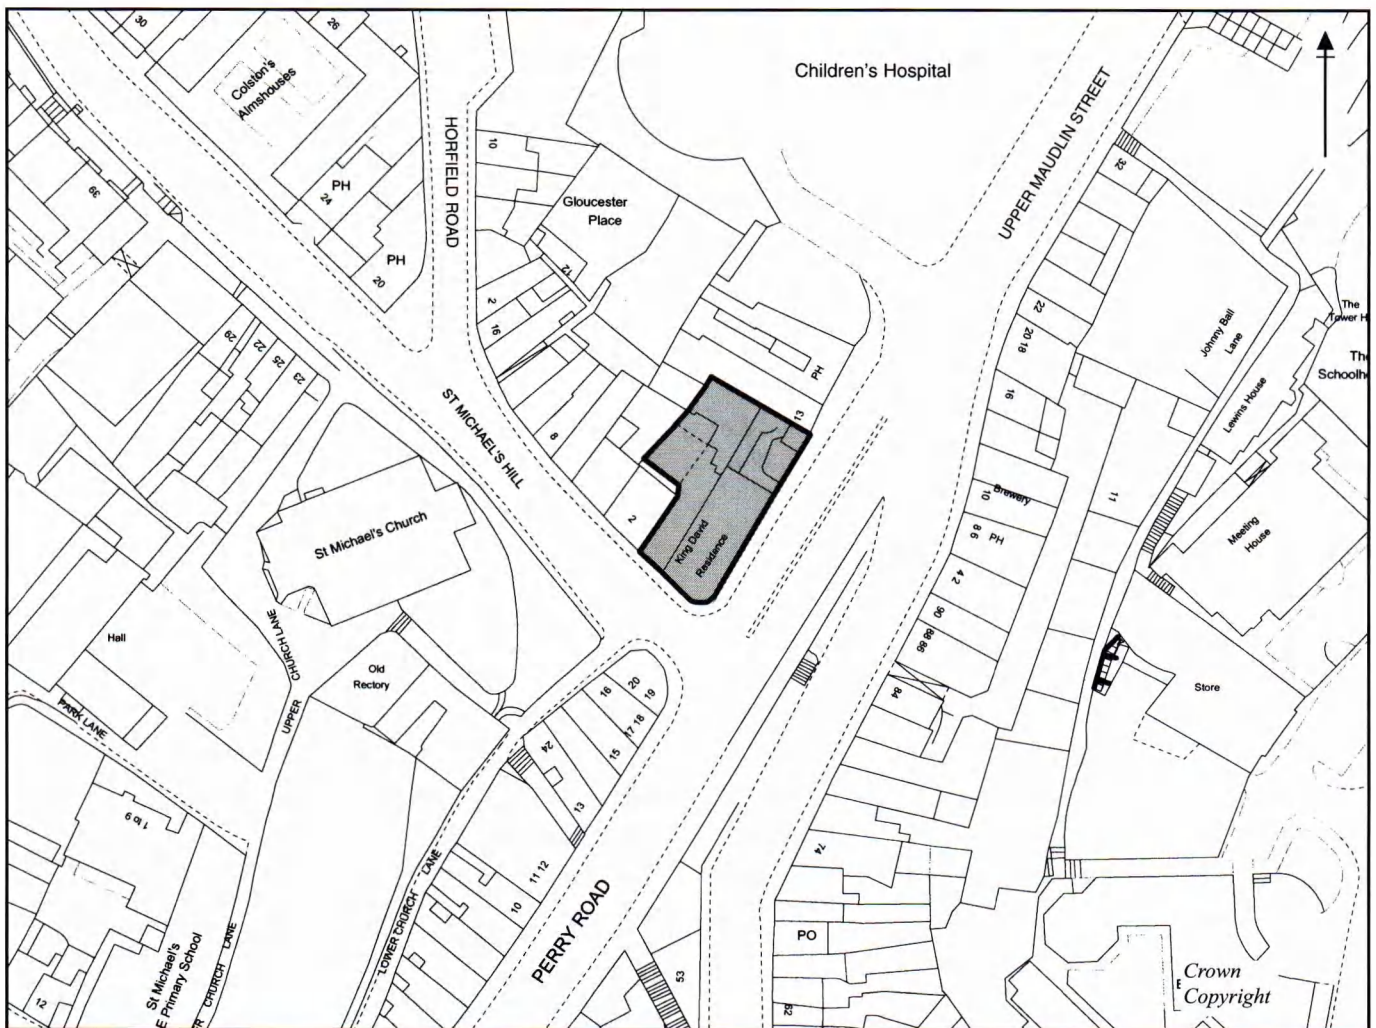 30
26
Colston's
Almshouses
Children's Hospital
UPPER MAUDLIN STREET
HORFIELD ROAD
10
32
39
PH
24
Gloucester
Place
PH
20
12
2
16
22
20 18
16
Johnny Ball
Lane
The
Tower H
The
Schoolh
Lewins House
29
22
25
23
ST MICHAEL'S HILL
8
PH
13
2
King David
Residence
Brewery
10
11
8 6
PH
4 2
90
88 86
84
Meeting
House
St Michael's Church
Hall
UPPER CHURCH LANE
Old
Rectory
PARK LANE
16
20
19
17 18
15
24
13
Store
1 to 9
11 12
10
LOWER CHURCH LANE
PERRY ROAD
74
PO
53
52
St Michael's
E Primary School
ER CHURCH LANE
12
E
Crown
Copyright